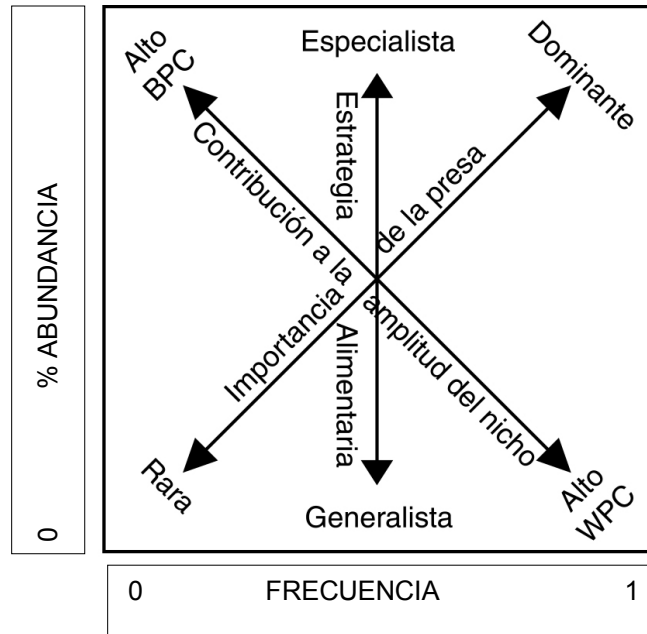 Alto
BPC
Especialista
Dominante
Contribución a la
amplitud del nicho
Estrategia
Alimentaria
Importancia
de la presa
Rara
Generalista
Alto
WPC
% ABUNDANCIA
0
0 FRECUENCIA 1